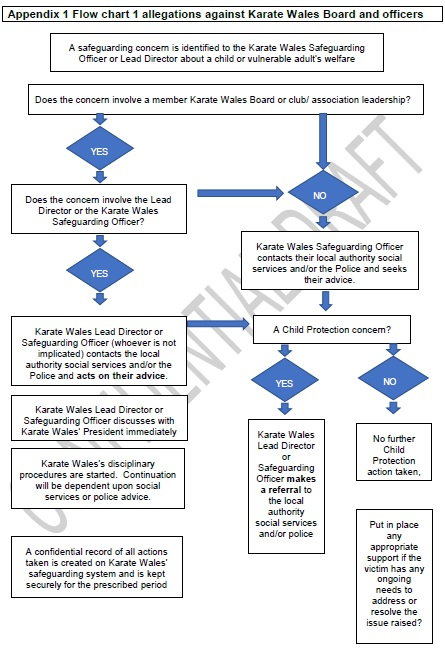 Appendix 1 Flow chart 1 allegations against Karate Wales Board and officers
A safeguarding concern is identified to the Karate Wales Safeguarding
Officer or Lead Director about a child or vulnerable adult's welfare
Does the concern involve a member Karate Wales Board or club/ association leadership?
YES
NO
Does the concern involve the Lead
Director or the Karate Wales
Safeguarding Officer?
Karate Wales Safeguarding Officer
contacts their local authority social
services and/or the Police and seeks
their advice.
YES
Karate Wales Lead Director or
Safeguarding Officer (whoever is not
implicated) contacts the local
authority social services and/or the
Police and acts on their advice.
A Child Protection concern?
YES
NO
Karate Wales Lead Director or
Safeguarding Officer discusses with
Karate Wales' President immediately
Karate Wales's disciplinary
procedures are started. Continuation
will be dependent upon social
services or police advice.
A confidential record of all actions
taken is created on Karate Wales'
safeguarding system and is kept
securely for the prescribed period
Karate Wales
Lead Director
or
Safeguarding
Officer makes
a referral to
the local
authority
social services
and/or police
No further
Child
Protection
action taken,
Put in place
any
appropriate
support if the
victim has any
ongoing
needs to
address or
resolve the
issue raised?
CONFIDENTIAL DRAFT